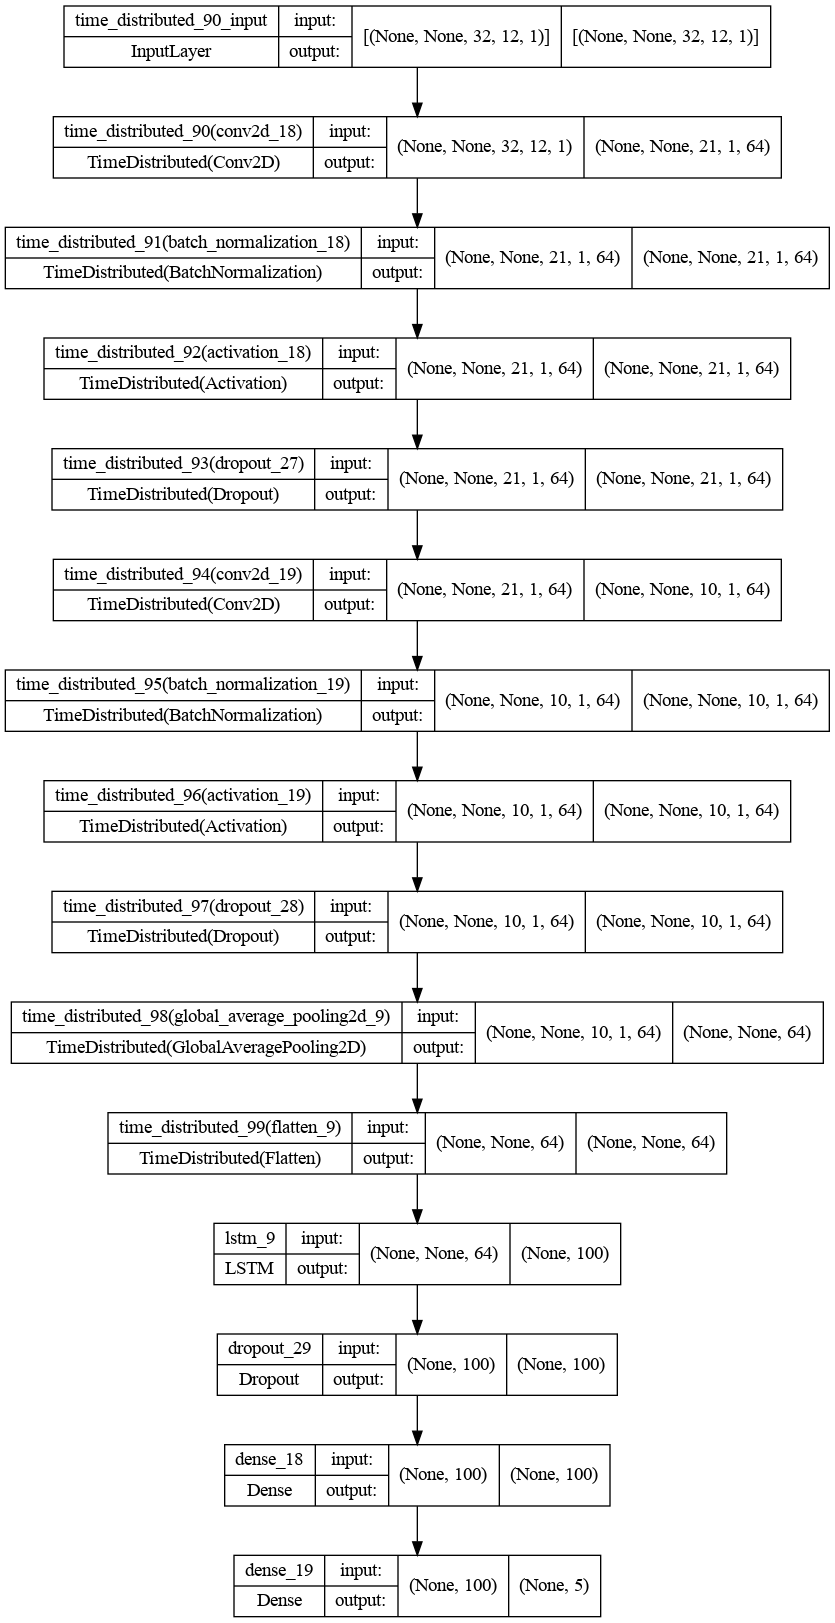 time_distributed_90_input input: [(None, None, 32, 12, 1)] [(None, None, 32, 12, 1)]
InputLayer output:
time_distributed_90(conv2d_18) input: (None, None, 32, 12, 1) (None, None, 21, 1, 64)
TimeDistributed(Conv2D) output:
time_distributed_91(batch_normalization_18) input: (None, None, 21, 1, 64) (None, None, 21, 1, 64)
TimeDistributed(BatchNormalization) output:
time_distributed_92(activation_18) input: (None, None, 21, 1, 64) (None, None, 21, 1, 64)
TimeDistributed(Activation) output:
time_distributed_93(dropout_27) input: (None, None, 21, 1, 64) (None, None, 21, 1, 64)
TimeDistributed(Dropout) output:
time_distributed_94(conv2d_19) input: (None, None, 21, 1, 64) (None, None, 10, 1, 64)
TimeDistributed(Conv2D) output:
time_distributed_95(batch_normalization_19) input: (None, None, 10, 1, 64) (None, None, 10, 1, 64)
TimeDistributed(BatchNormalization) output:
time_distributed_96(activation_19) input: (None, None, 10, 1, 64) (None, None, 10, 1, 64)
TimeDistributed(Activation) output:
time_distributed_97(dropout_28) input: (None, None, 10, 1, 64) (None, None, 10, 1, 64)
TimeDistributed(Dropout) output:
time_distributed_98(global_average_pooling2d_9) input: (None, None, 10, 1, 64) (None, None, 64)
TimeDistributed(GlobalAveragePooling2D) output:
time_distributed_99(flatten_9) input: (None, None, 64) (None, None, 64)
TimeDistributed(Flatten) output:
lstm_9 input: (None, None, 64) (None, 100)
LSTM output:
dropout_29 input: (None, 100) (None, 100)
Dropout output:
dense_18 input: (None, 100) (None, 100)
Dense output:
dense_19 input: (None, 100) (None, 5)
Dense output: